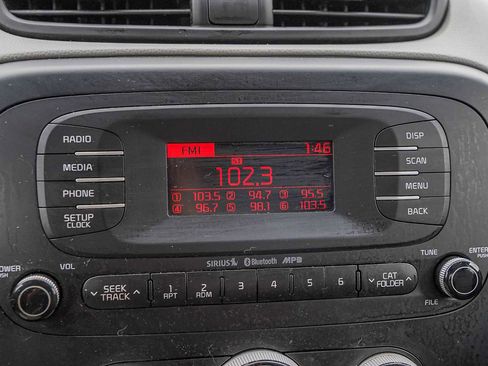 RADIO
MEDIA
PHONE
SETUP
CLOCK
FM1 1:46
ST
102.3
1 103.5 2 94.7 3 95.5
4 96.7 5 98.1 6 103.5
DISP
SCAN
MENU
BACK
SIRIUS Bluetooth MP3
POWER
PUSH
VOL
SEEK
TRACK
1
RPT
2
RDM
3
4
5
6
CAT
FOLDER
TUNE
FILE
ENTER
PUSH